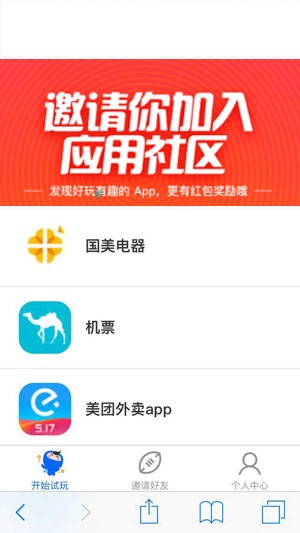 邀请你加入
应用社区
发现好玩有趣的 App，更有红包奖励哦
国美电器
机票
美团外卖app
e
5.17
开始试玩
邀请好友
个人中心